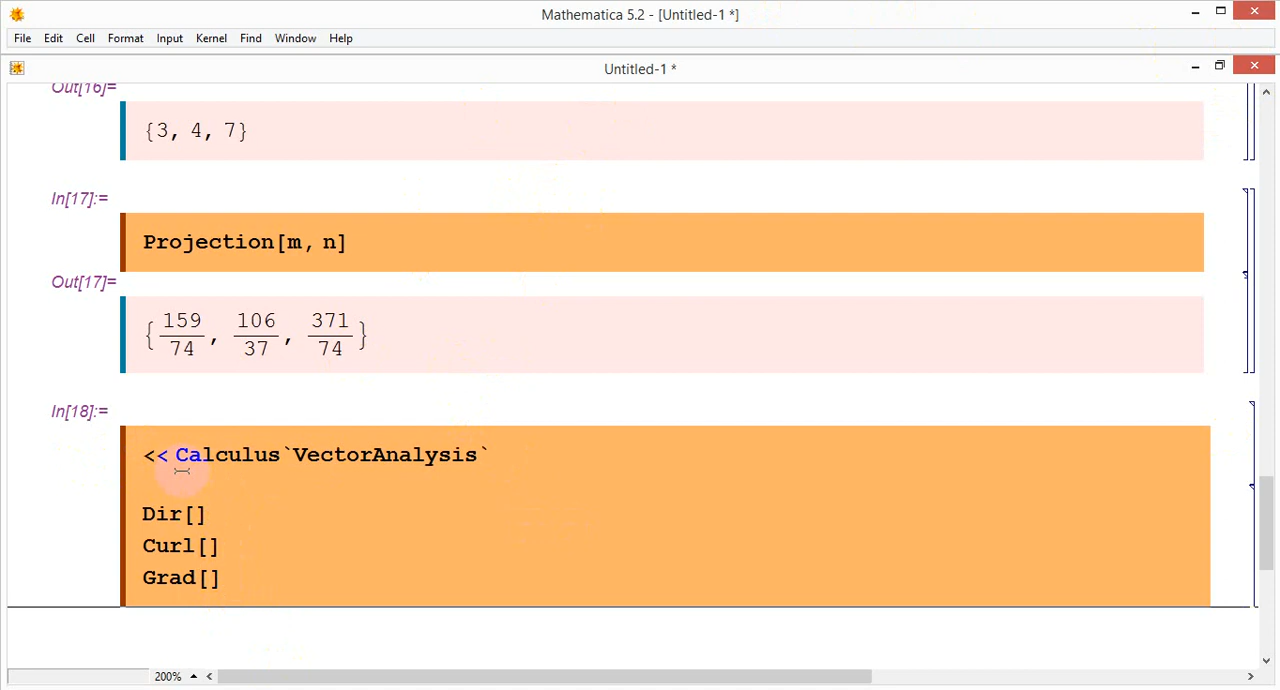 Mathematica 5.2 - [Untitled-1 *]
File Edit Cell Format Input Kernel Find Window Help
Untitled-1 *
Out[16]=
{3, 4, 7}
In[17]:=
Projection[m, n]
Out[17]=
{159/74, 106/37, 371/74}
In[18]:=
<< Calculus`VectorAnalysis`
Dir[]
Curl[]
Grad[]
200%